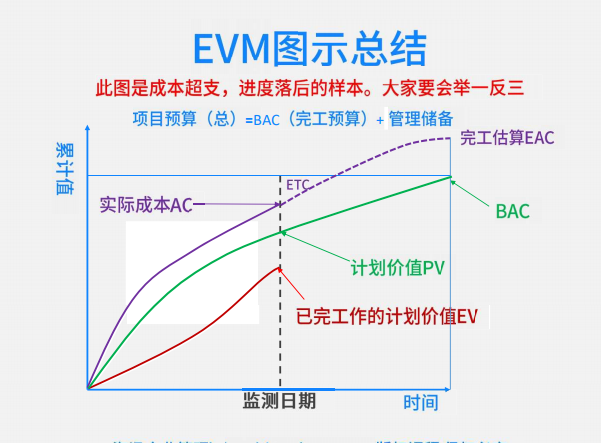 EVM图示总结
此图是成本超支，进度落后的样本。大家要会举一反三
项目预算（总）=BAC（完工预算）+管理储备
完工估算EAC
累计值
ETC
实际成本AC
BAC
计划价值PV
已完工作的计划价值EV
监测日期
时间